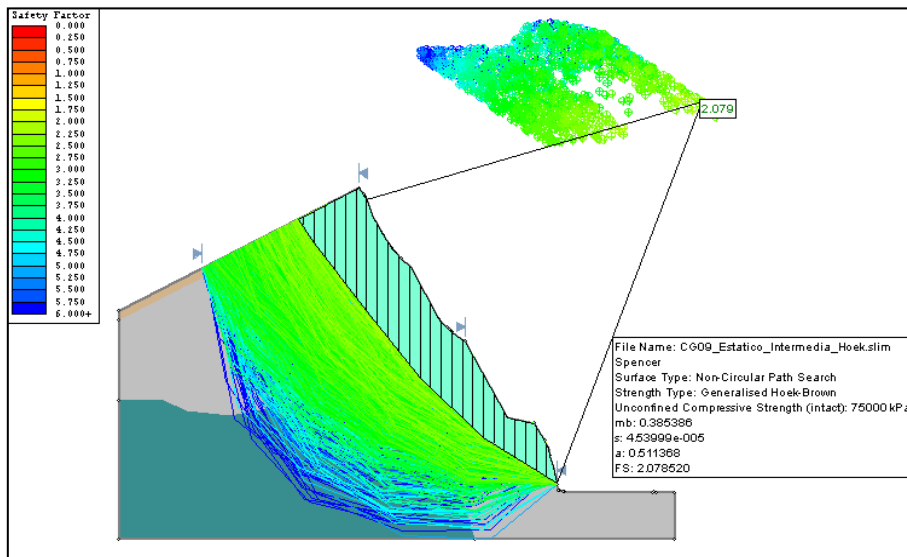 Safety Factor
0.000
0.250
0.500
0.750
1.000
1.250
1.500
1.750
2.000
2.250
2.500
2.750
3.000
3.250
3.500
3.750
4.000
4.250
4.500
4.750
5.000
5.250
5.500
5.750
6.000+
2.079
File Name: CG09_Estatico_Intermedia_Hoek.slim
Spencer
Surface Type: Non-Circular Path Search
Strength Type: Generalised Hoek-Brown
Unconfined Compressive Strength (intact): 75000 kPa
mb: 0.385386
s: 4.53999e-005
a: 0.511368
FS: 2.078520